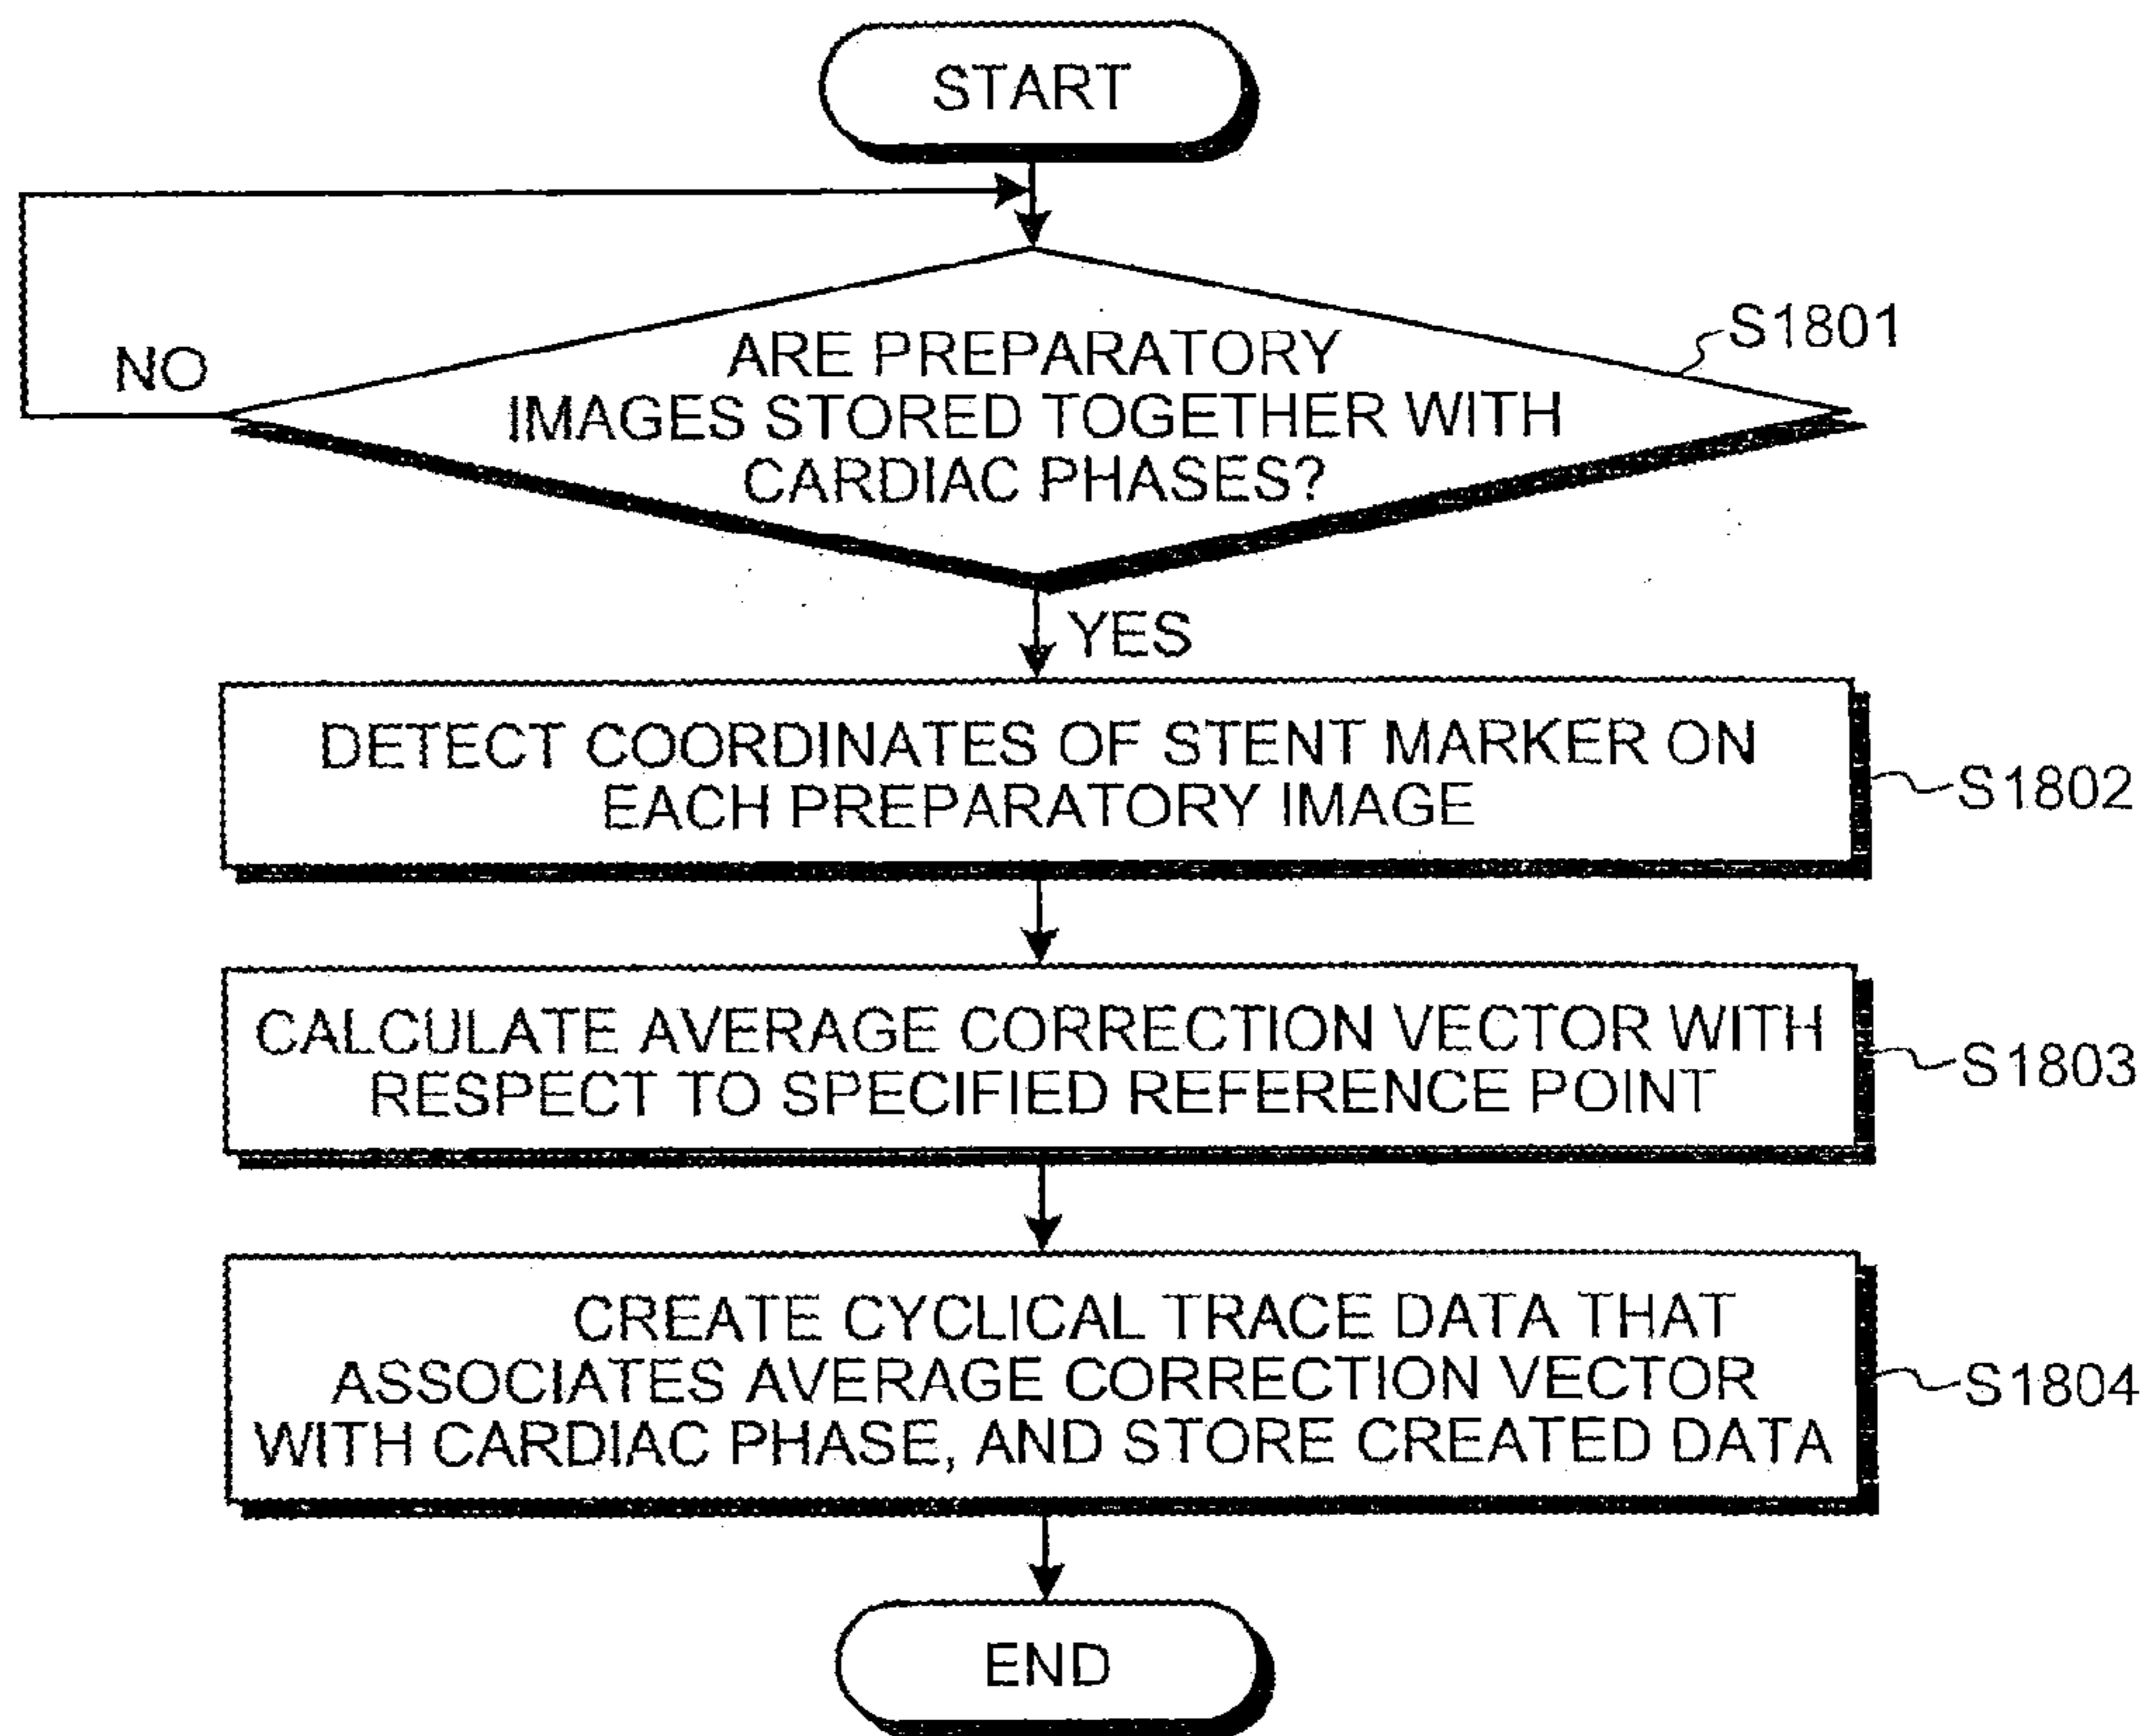 START
NO
ARE PREPARATORY
IMAGES STORED TOGETHER WITH
CARDIAC PHASES?
S1801
YES
DETECT COORDINATES OF STENT MARKER ON
EACH PREPARATORY IMAGE
S1802
CALCULATE AVERAGE CORRECTION VECTOR WITH
RESPECT TO SPECIFIED REFERENCE POINT
S1803
CREATE CYCLICAL TRACE DATA THAT
ASSOCIATES AVERAGE CORRECTION VECTOR
WITH CARDIAC PHASE, AND STORE CREATED DATA
S1804
END